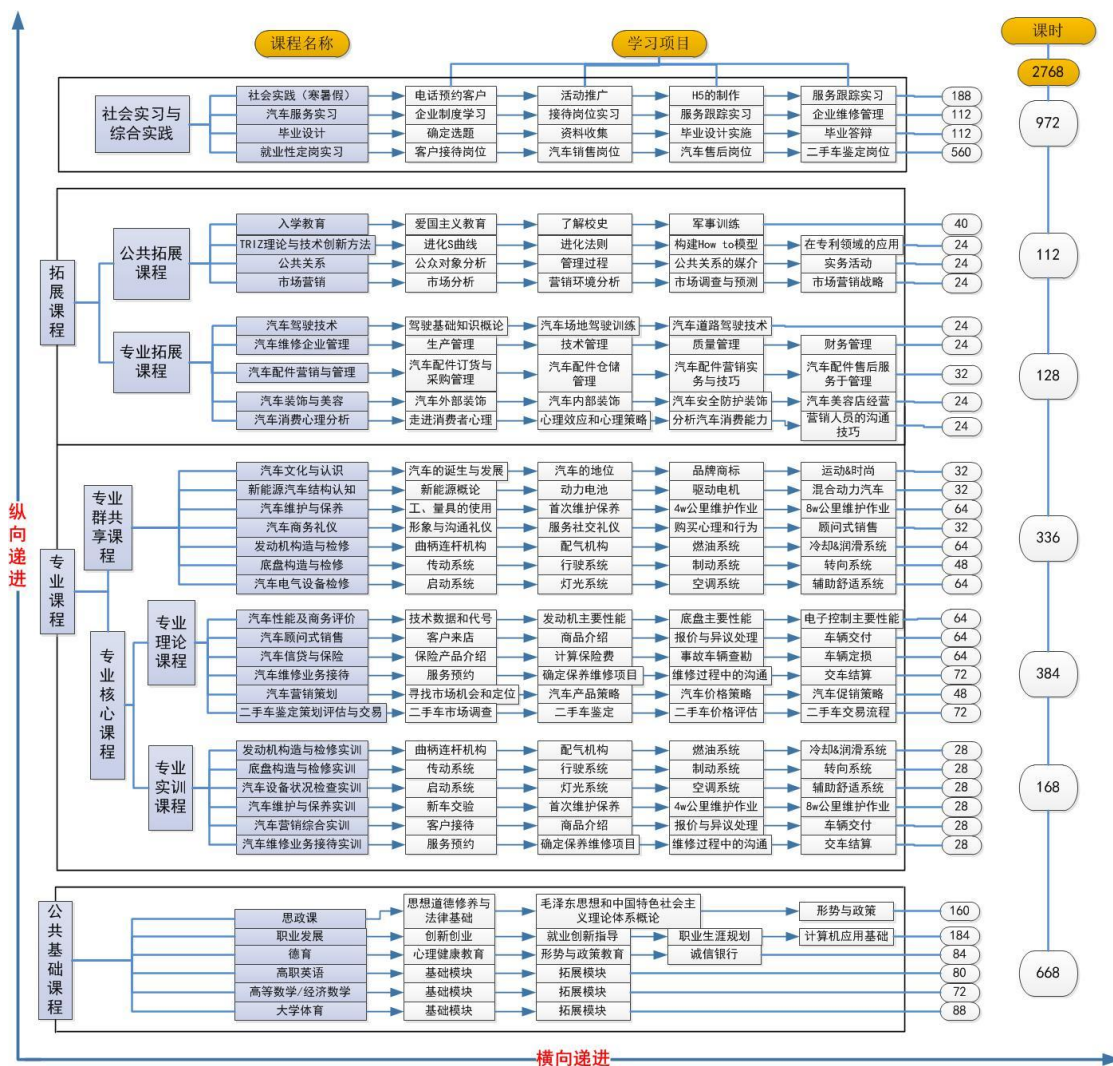 课程名称
学习项目
课时
2768
社会实习与
综合实践
社会实践（寒暑假）
电话预约客户
活动推广
H5的制作
服务跟踪实习
188
汽车服务实习
企业制度学习
接待岗位实习
服务跟踪实习
企业维修管理
112
毕业设计
确定选题
资料收集
毕业设计实施
毕业答辩
112
就业性定岗实习
客户接待岗位
汽车销售岗位
汽车售后岗位
二手车鉴定岗位
560
972
拓展课程
公共拓展
课程
入学教育
爱国主义教育
了解校史
军事训练
40
TRIZ理论与技术创新方法
进化S曲线
进化法则
构建How to模型
在专利领域的应用
24
公共关系
公众对象分析
管理过程
公共关系的媒介
实务活动
24
市场营销
市场分析
营销环境分析
市场调查与预测
市场营销战略
24
112
专业拓展
课程
汽车驾驶技术
驾驶基础知识概论
汽车场地驾驶训练
汽车道路驾驶技术
24
汽车维修企业管理
生产管理
技术管理
质量管理
财务管理
24
汽车配件营销与管理
汽车配件订货与
采购管理
汽车配件仓储
管理
汽车配件营销实
务与技巧
汽车配件售后服
务于管理
32
汽车装饰与美容
汽车外部装饰
汽车内部装饰
汽车安全防护装饰
汽车美容店经营
24
汽车消费心理分析
走进消费者心理
心理效应和心理策略
分析汽车消费能力
营销人员的沟通
技巧
24
128
纵向递进
专业课程
专业
群共
享课
程
汽车文化与认识
汽车的诞生与发展
汽车的地位
品牌商标
运动&时尚
32
新能源汽车结构认知
新能源概论
动力电池
驱动电机
混合动力汽车
32
汽车维护与保养
工、量具的使用
首次维护保养
4w公里维护作业
8w公里维护作业
64
汽车商务礼仪
形象与沟通礼仪
服务社交礼仪
购买心理和行为
顾问式销售
32
发动机构造与检修
曲柄连杆机构
配气机构
燃油系统
冷却&润滑系统
64
底盘构造与检修
传动系统
行驶系统
制动系统
转向系统
48
汽车电气设备检修
启动系统
灯光系统
空调系统
辅助舒适系统
64
336
专业核心课程
专业
理论
课程
汽车性能及商务评价
技术数据和代号
发动机主要性能
底盘主要性能
电子控制主要性能
64
汽车顾问式销售
客户来店
商品介绍
报价与异议处理
车辆交付
64
汽车信贷与保险
保险产品介绍
计算保险费
事故车辆查勘
车辆定损
64
汽车维修业务接待
服务预约
确定保养维修项目
维修过程中的沟通
交车结算
72
汽车营销策划
寻找市场机会和定位
汽车产品策略
汽车价格策略
汽车促销策略
48
二手车鉴定策划评估与交易
二手车市场调查
二手车鉴定
二手车价格评估
二手车交易流程
72
384
专业
实训
课程
发动机构造与检修实训
曲柄连杆机构
配气机构
燃油系统
冷却&润滑系统
28
底盘构造与检修实训
传动系统
行驶系统
制动系统
转向系统
28
汽车设备状况检查实训
启动系统
灯光系统
空调系统
辅助舒适系统
28
汽车维护与保养实训
新车交验
首次维护保养
4w公里维护作业
8w公里维护作业
28
汽车营销综合实训
客户接待
商品介绍
报价与异议处理
车辆交付
28
汽车维修业务接待实训
服务预约
确定保养维修项目
维修过程中的沟通
交车结算
28
168
公共基础课程
思政课
思想道德修养与
法律基础
毛泽东思想和中国特色社会主
义理论体系概论
形势与政策
160
职业发展
创新创业
就业创新指导
职业生涯规划
计算机应用基础
184
德育
心理健康教育
形势与政策教育
诚信银行
84
高职英语
基础模块
拓展模块
80
高等数学/经济数学
基础模块
拓展模块
72
大学体育
基础模块
拓展模块
88
668
横向递进